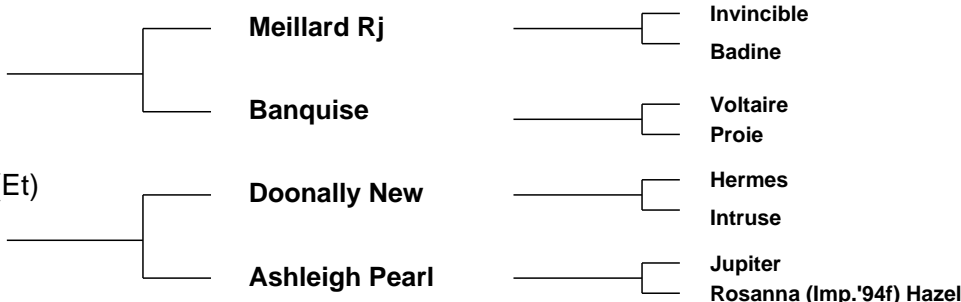 Invincible
Meillard Rj
Badine
Voltaire
Banquise
Proie
Et)
Hermes
Doonally New
Intruse
Jupiter
Ashleigh Pearl
Rosanna (Imp.'94f) Hazel